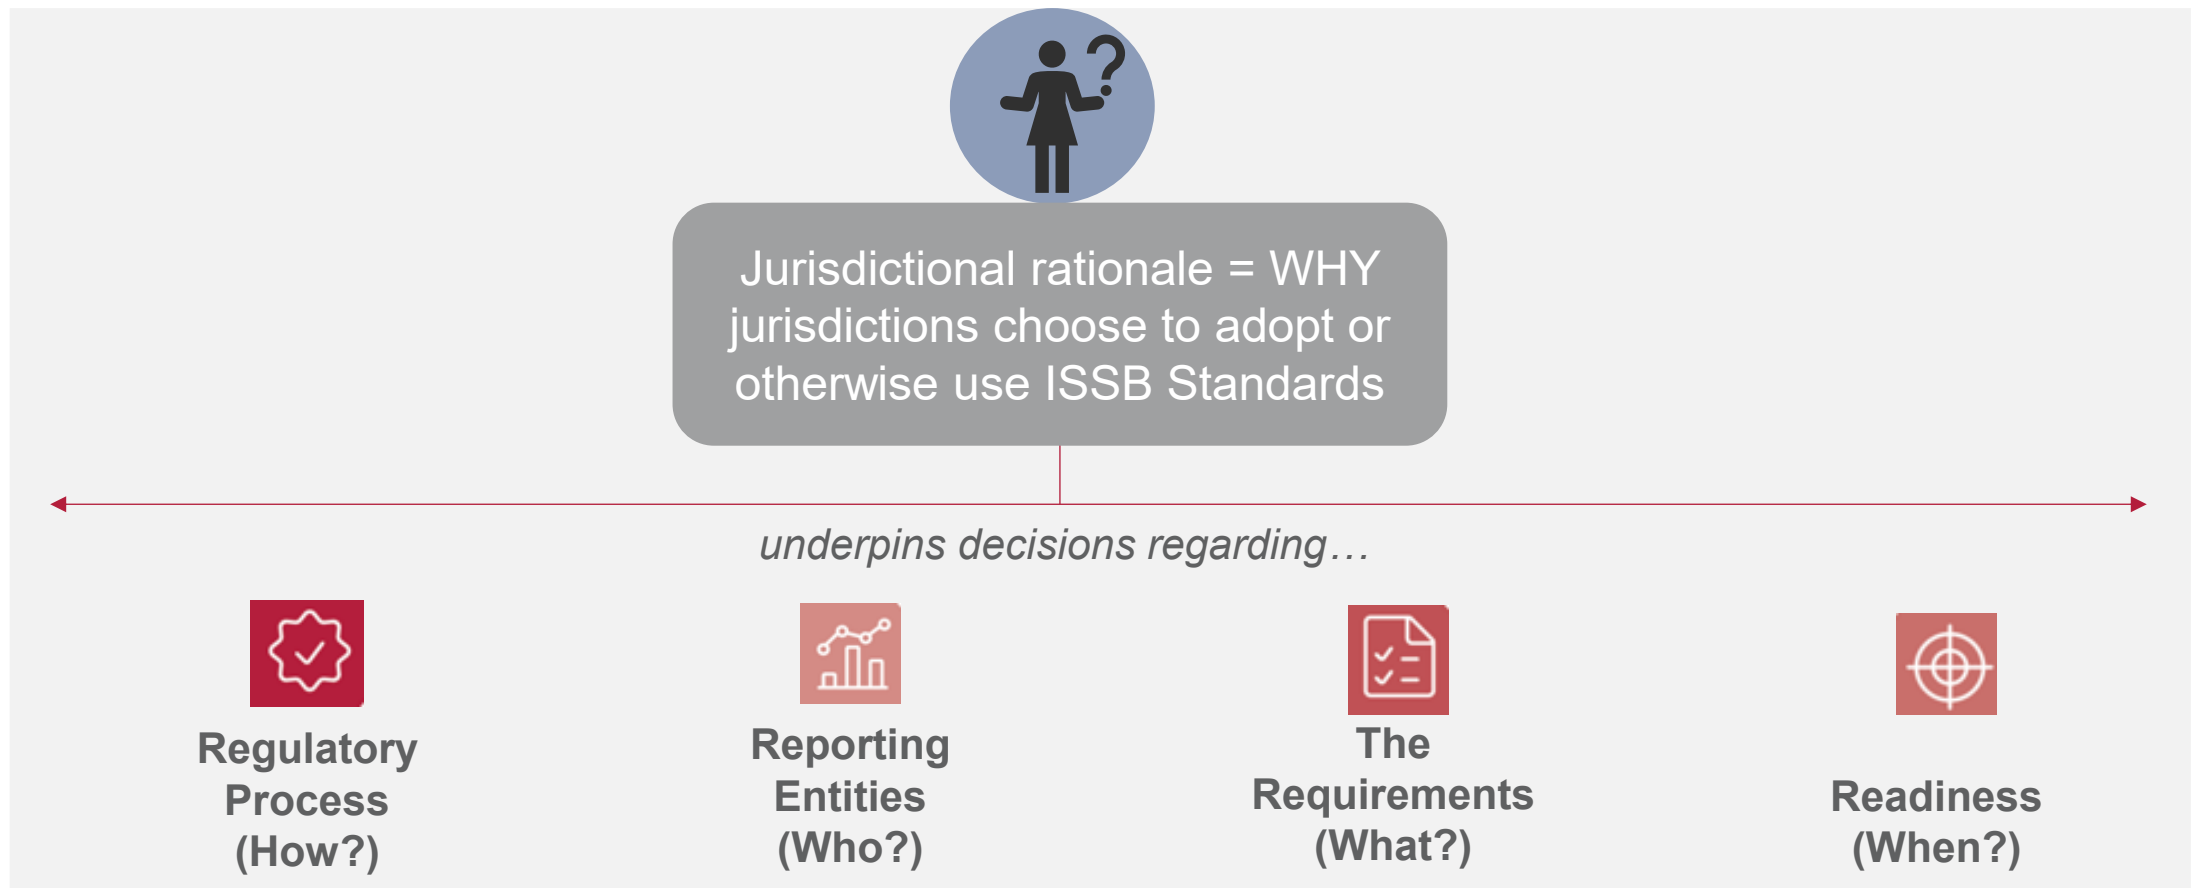 ?
Jurisdictional rationale = WHY
jurisdictions choose to adopt or
otherwise use ISSB Standards
underpins decisions regarding…
Regulatory
Process
(How?)
Reporting
Entities
(Who?)
The
Requirements
(What?)
Readiness
(When?)